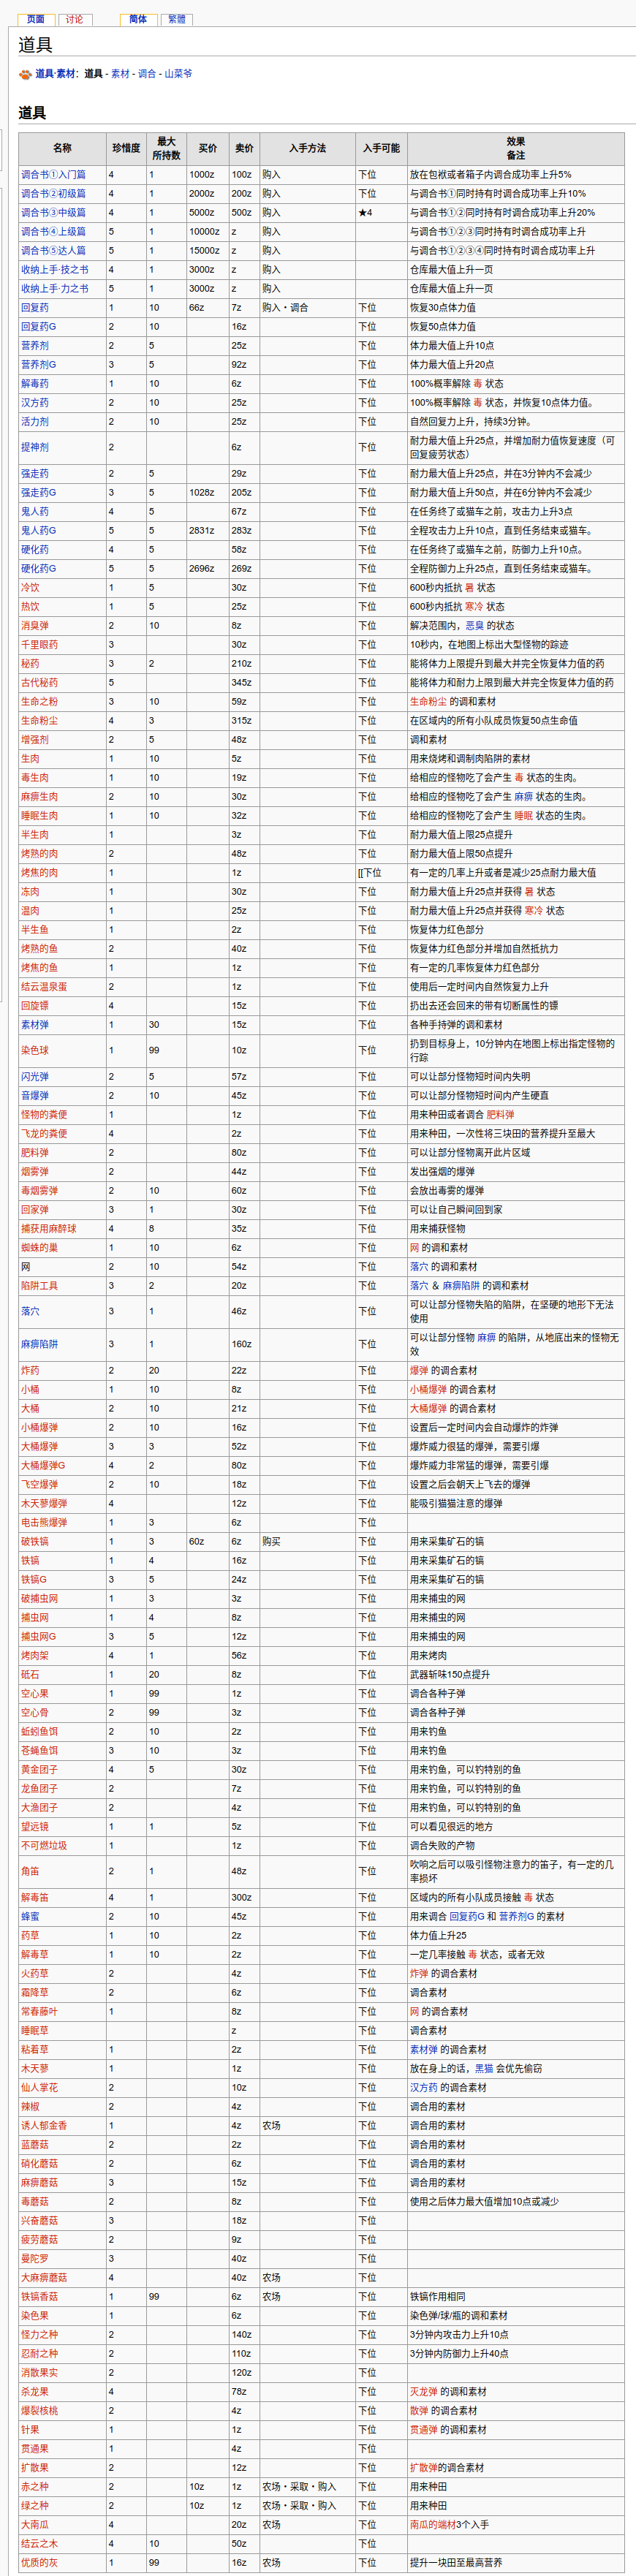 页面 讨论 简体 繁體
道具
道具·素材：道具 - 素材 - 调合 - 山菜爷
道具
名称 珍惜度 最大 所持数 买价 卖价 入手方法 入手可能 效果 备注
调合书①入门篇 4 1 1000z 100z 购入 下位 放在包袱或者箱子内调合成功率上升5%
调合书②初级篇 4 1 2000z 200z 购入 下位 与调合书①同时持有时调合成功率上升10%
调合书③中级篇 4 1 5000z 500z 购入 ★4 与调合书①②同时持有时调合成功率上升20%
调合书④上级篇 5 1 10000z z 购入 与调合书①②③同时持有时调合成功率上升
调合书⑤达人篇 5 1 15000z z 购入 与调合书①②③④同时持有时调合成功率上升
收纳上手·技之书 4 1 3000z z 购入 仓库最大值上升一页
收纳上手·力之书 5 1 3000z z 购入 仓库最大值上升一页
回复药 1 10 66z 7z 购入・调合 下位 恢复30点体力值
回复药G 2 10 16z 下位 恢复50点体力值
营养剂 2 5 25z 下位 体力最大值上升10点
营养剂G 3 5 92z 下位 体力最大值上升20点
解毒药 1 10 6z 下位 100%概率解除 毒 状态
汉方药 2 10 25z 下位 100%概率解除 毒 状态，并恢复10点体力值。
活力剂 2 10 25z 下位 自然回复力上升，持续3分钟。
提神剂 2 6z 下位 耐力最大值上升25点，并增加耐力值恢复速度（可
回复疲劳状态）
强走药 2 5 29z 下位 耐力最大值上升25点，并在3分钟内不会减少
强走药G 3 5 1028z 205z 下位 耐力最大值上升50点，并在6分钟内不会减少
鬼人药 4 5 67z 下位 在任务终了或猫车之前，攻击力上升3点
鬼人药G 5 5 2831z 283z 下位 全程攻击力上升10点，直到任务结束或猫车。
硬化药 4 5 58z 下位 在任务终了或猫车之前，防御力上升10点。
硬化药G 5 5 2696z 269z 下位 全程防御力上升25点，直到任务结束或猫车。
冷饮 1 5 30z 下位 600秒内抵抗 暑 状态
热饮 1 5 25z 下位 600秒内抵抗 寒冷 状态
消臭弹 2 10 8z 下位 解决范围内，恶臭 的状态
千里眼药 3 30z 下位 10秒内，在地图上标出大型怪物的踪迹
秘药 3 2 210z 下位 能将体力上限提升到最大并完全恢复体力值的药
古代秘药 5 345z 下位 能将体力和耐力上限到最大并完全恢复体力值的药
生命之粉 3 10 59z 下位 生命粉尘 的调和素材
生命粉尘 4 3 315z 下位 在区域内的所有小队成员恢复50点生命值
增强剂 2 5 48z 下位 调和素材
生肉 1 10 5z 下位 用来烧烤和调制肉陷阱的素材
毒生肉 1 10 19z 下位 给相应的怪物吃了会产生 毒 状态的生肉。
麻痹生肉 2 10 30z 下位 给相应的怪物吃了会产生 麻痹 状态的生肉。
睡眠生肉 1 10 32z 下位 给相应的怪物吃了会产生 睡眠 状态的生肉。
半生肉 1 3z 下位 耐力最大值上限25点提升
烤熟的肉 2 48z 下位 耐力最大值上限50点提升
烤焦的肉 1 1z [[下位 有一定的几率上升或者是减少25点耐力最大值
冻肉 1 30z 下位 耐力最大值上升25点并获得 暑 状态
温肉 1 25z 下位 耐力最大值上升25点并获得 寒冷 状态
半生鱼 1 2z 下位 恢复体力红色部分
烤熟的鱼 2 40z 下位 恢复体力红色部分并增加自然抵抗力
烤焦的鱼 1 1z 下位 有一定的几率恢复体力红色部分
结云温泉蛋 2 1z 下位 使用后一定时间内自然恢复力上升
回旋镖 4 15z 下位 扔出去还会回来的带有切断属性的镖
素材弹 1 30 15z 下位 各种手持弹的调和素材
染色球 1 99 10z 下位 扔到目标身上，10分钟内在地图上标出指定怪物的
行踪
闪光弹 2 5 57z 下位 可以让部分怪物短时间内失明
音爆弹 2 10 45z 下位 可以让部分怪物短时间内产生硬直
怪物的粪便 1 1z 下位 用来种田或者调合 肥料弹
飞龙的粪便 4 2z 下位 用来种田，一次性将三块田的营养提升至最大
肥料弹 2 80z 下位 可以让部分怪物离开此片区域
烟雾弹 2 44z 下位 发出强烟的爆弹
毒烟雾弹 2 10 60z 下位 会放出毒雾的爆弹
回家弹 3 1 30z 下位 可以让自己瞬间回到家
捕获用麻醉球 4 8 35z 下位 用来捕获怪物
蜘蛛的巢 1 10 6z 下位 网 的调和素材
网 2 10 54z 下位 落穴 的调和素材
陷阱工具 3 2 20z 下位 落穴 & 麻痹陷阱 的调和素材
落穴 3 1 46z 下位 可以让部分怪物失陷的陷阱，在坚硬的地形下无法
使用
麻痹陷阱 3 1 160z 下位 可以让部分怪物 麻痹 的陷阱，从地底出来的怪物无
效
炸药 2 20 22z 下位 爆弹 的调合素材
小桶 1 10 8z 下位 小桶爆弹 的调合素材
大桶 2 10 21z 下位 大桶爆弹 的调合素材
小桶爆弹 2 10 16z 下位 设置后一定时间内会自动爆炸的炸弹
大桶爆弹 3 3 52z 下位 爆炸威力很猛的爆弹，需要引爆
大桶爆弹G 4 2 80z 下位 爆炸威力非常猛的爆弹，需要引爆
飞空爆弹 2 10 18z 下位 设置之后会朝天上飞去的爆弹
木天蓼爆弹 4 12z 下位 能吸引猫猫注意的爆弹
电击熊爆弹 1 3 6z 下位
破铁镐 1 3 60z 6z 购买 下位 用来采集矿石的镐
铁镐 1 4 16z 下位 用来采集矿石的镐
铁镐G 3 5 24z 下位 用来采集矿石的镐
破捕虫网 1 3 3z 下位 用来捕虫的网
捕虫网 1 4 8z 下位 用来捕虫的网
捕虫网G 3 5 12z 下位 用来捕虫的网
烤肉架 4 1 56z 下位 用来烤肉
砥石 1 20 8z 下位 武器斩味150点提升
空心果 1 99 1z 下位 调合各种子弹
空心骨 2 99 3z 下位 调合各种子弹
蚯蚓鱼饵 2 10 2z 下位 用来钓鱼
苍蝇鱼饵 3 10 3z 下位 用来钓鱼
黄金团子 4 5 30z 下位 用来钓鱼，可以钓特别的鱼
龙鱼团子 2 7z 下位 用来钓鱼，可以钓特别的鱼
大渔团子 2 4z 下位 用来钓鱼，可以钓特别的鱼
望远镜 1 1 5z 下位 可以看见很远的地方
不可燃垃圾 1 1z 下位 调合失败的产物
角笛 2 1 48z 下位 吹响之后可以吸引怪物注意力的笛子，有一定的几
率损坏
解毒笛 4 1 300z 下位 区域内的所有小队成员接触 毒 状态
蜂蜜 2 10 45z 下位 用来调合 回复药G 和 营养剂G 的素材
药草 1 10 2z 下位 体力值上升25
解毒草 1 10 2z 下位 一定几率接触 毒 状态，或者无效
火药草 2 4z 下位 炸弹 的调合素材
霜降草 2 6z 下位 调合素材
常春藤叶 1 8z 下位 网 的调合素材
睡眠草 z 下位 调合素材
粘着草 1 2z 下位 素材弹 的调合素材
木天蓼 1 1z 下位 放在身上的话，黑猫 会优先偷窃
仙人掌花 2 10z 下位 汉方药 的调合素材
辣椒 2 4z 下位 调合用的素材
诱人郁金香 1 4z 农场 下位 调合用的素材
蓝蘑菇 2 2z 下位 调合用的素材
硝化蘑菇 2 6z 下位 调合用的素材
麻痹蘑菇 3 15z 下位 调合用的素材
毒蘑菇 2 8z 下位 使用之后体力最大值增加10点或减少
兴奋蘑菇 3 18z 下位
疲劳蘑菇 2 9z 下位
曼陀罗 3 40z 下位
大麻痹蘑菇 4 40z 农场 下位
铁镐香菇 1 99 6z 农场 下位 铁镐作用相同
染色果 1 6z 下位 染色弹/球/瓶的调和素材
怪力之种 2 140z 下位 3分钟内攻击力上升10点
忍耐之种 2 110z 下位 3分钟内防御力上升40点
消散果实 2 120z 下位
杀龙果 4 78z 下位 灭龙弹 的调和素材
爆裂核桃 2 4z 下位 散弹 的调合素材
针果 1 1z 下位 贯通弹 的调和素材
贯通果 1 4z 下位
扩散果 2 12z 下位 扩散弹的调合素材
赤之种 2 10z 1z 农场・采取・购入 下位 用来种田
绿之种 2 10z 1z 农场・采取・购入 下位 用来种田
大南瓜 4 20z 农场 下位 南瓜的端材3个入手
结云之木 4 10 50z 下位
优质的灰 1 99 16z 农场 下位 提升一块田至最高营养